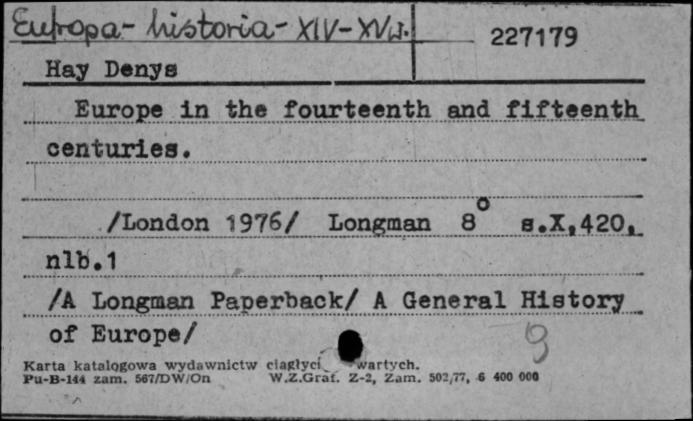 Europa - historia - XIV-XVw.
227179
Hay Denys
Europe in the fourteenth and fifteenth
centuries.
/London 1976/ Longman 8° s.X,420,
nlb.1
/A Longman Paperback/ A General History
of Europe/
9
Karta katalogowa wydawnictw ciągłyc wartych.
Pu-B-144 zam. 567/DW/On W.Z.Graf. Z-2, Zam. 502/77, 6 400 000